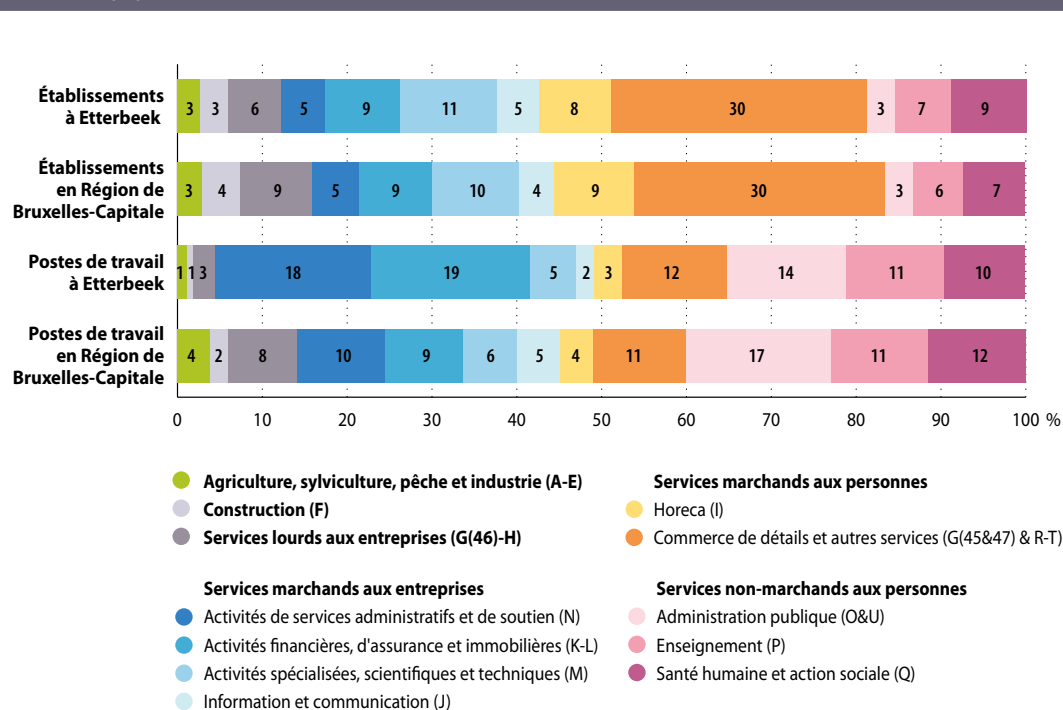 Établissements
à Etterbeek
3 3 6 5 9 11 5 8 30 3 7 9
Établissements
en Région de
Bruxelles-Capitale
3 4 9 5 9 10 4 9 30 3 6 7
Postes de travail
à Etterbeek
1 1 3 18 19 5 2 3 12 14 11 10
Postes de travail
en Région de
Bruxelles-Capitale
4 2 8 10 9 6 5 4 11 17 11 12
0 10 20 30 40 50 60 70 80 90 100 %
Agriculture, sylviculture, pêche et industrie (A-E)
Construction (F)
Services lourds aux entreprises (G(46)-H)
Services marchands aux entreprises
Activités de services administratifs et de soutien (N)
Activités financières, d'assurance et immobilières (K-L)
Activités spécialisées, scientifiques et techniques (M)
Information et communication (J)
Services marchands aux personnes
Horeca (I)
Commerce de détails et autres services (G(45&47) & R-T)
Services non-marchands aux personnes
Administration publique (O&U)
Enseignement (P)
Santé humaine et action sociale (Q)